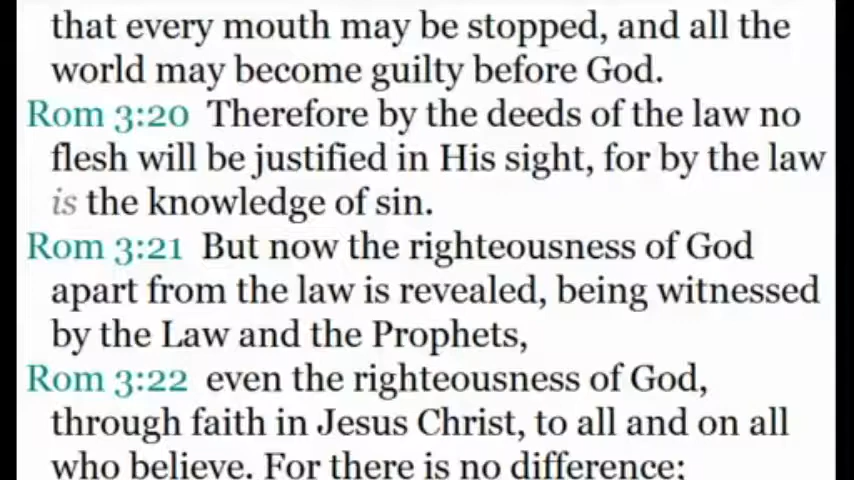 that every mouth may be stopped, and all the
world may become guilty before God.
Rom 3:20 Therefore by the deeds of the law no
flesh will be justified in His sight, for by the law
is the knowledge of sin.
Rom 3:21 But now the righteousness of God
apart from the law is revealed, being witnessed
by the Law and the Prophets,
Rom 3:22 even the righteousness of God,
through faith in Jesus Christ, to all and on all
who believe. For there is no difference;